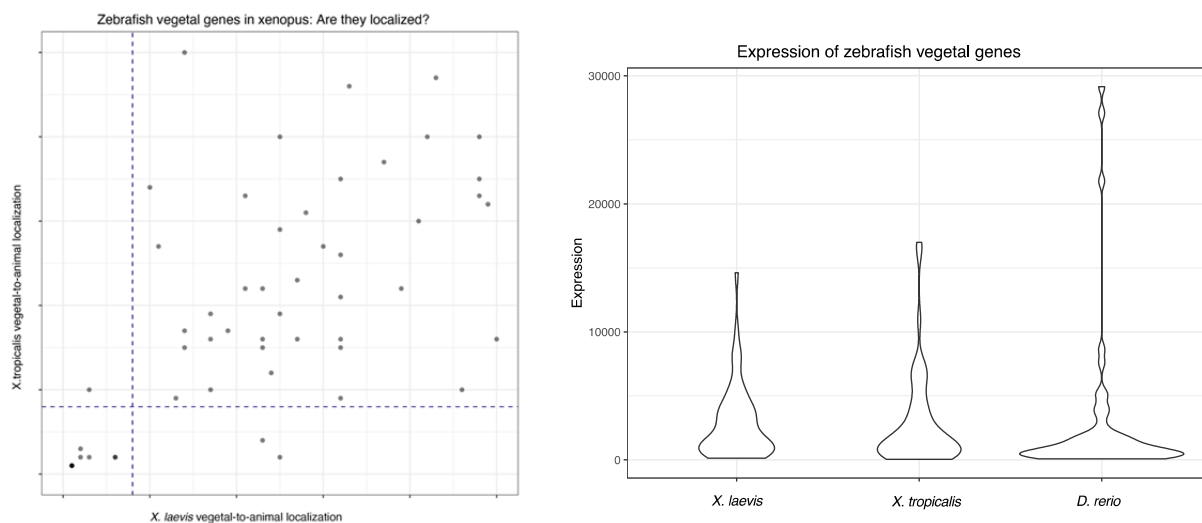 Zebrafish vegetal genes in xenopus: Are they localized?
X.tropicalis vegetal-to-animal localization
X. laevis vegetal-to-animal localization
Expression of zebrafish vegetal genes
Expression
30000
20000
10000
0
X. laevis
X. tropicalis
D. rerio